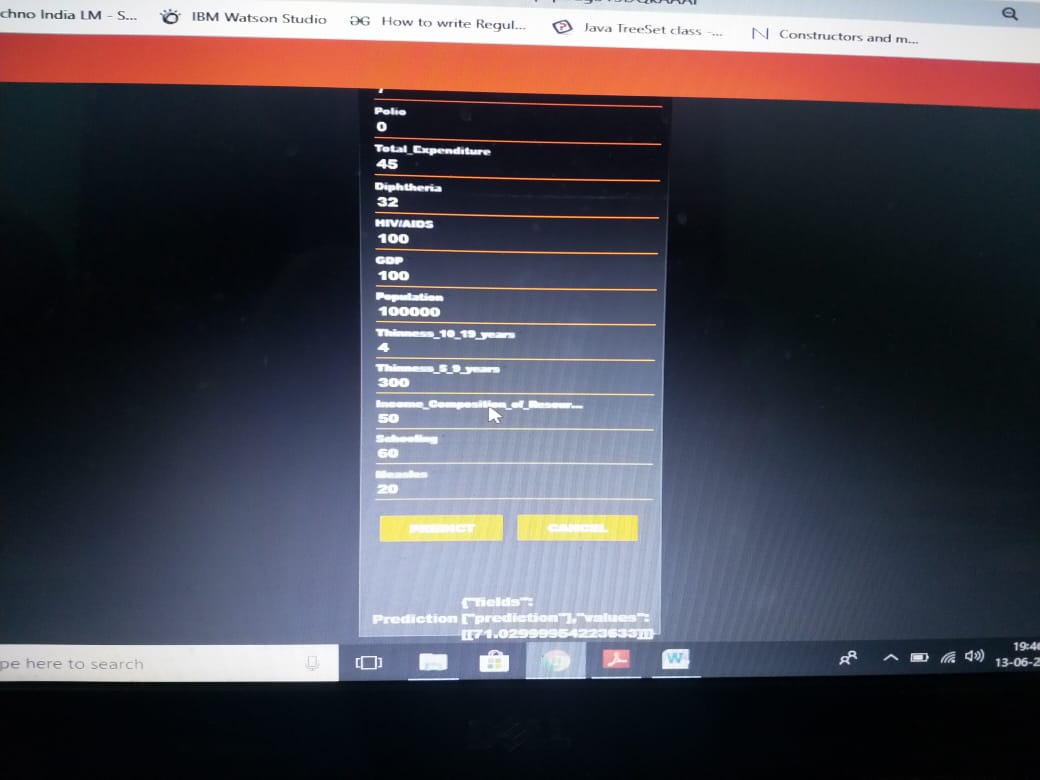 chno India LM - S...
IBM Watson Studio
ƏG How to write Regul...
Java TreeSet class -...
N Constructors and m...
Polio
0
Total_Expenditure
45
Diphtheria
32
HIV/AIDS
100
GDP
100
Population
100000
Thinness_10_19_years
4
Thinness_5_9_years
300
Income_Composition_of_Resour...
50
Schooling
60
Measles
20
PREDICT
CANCEL
{"fields":
Prediction ["prediction"],"values":
[[71.02999954223633]]}
pe here to search
W
19:46
13-06-2